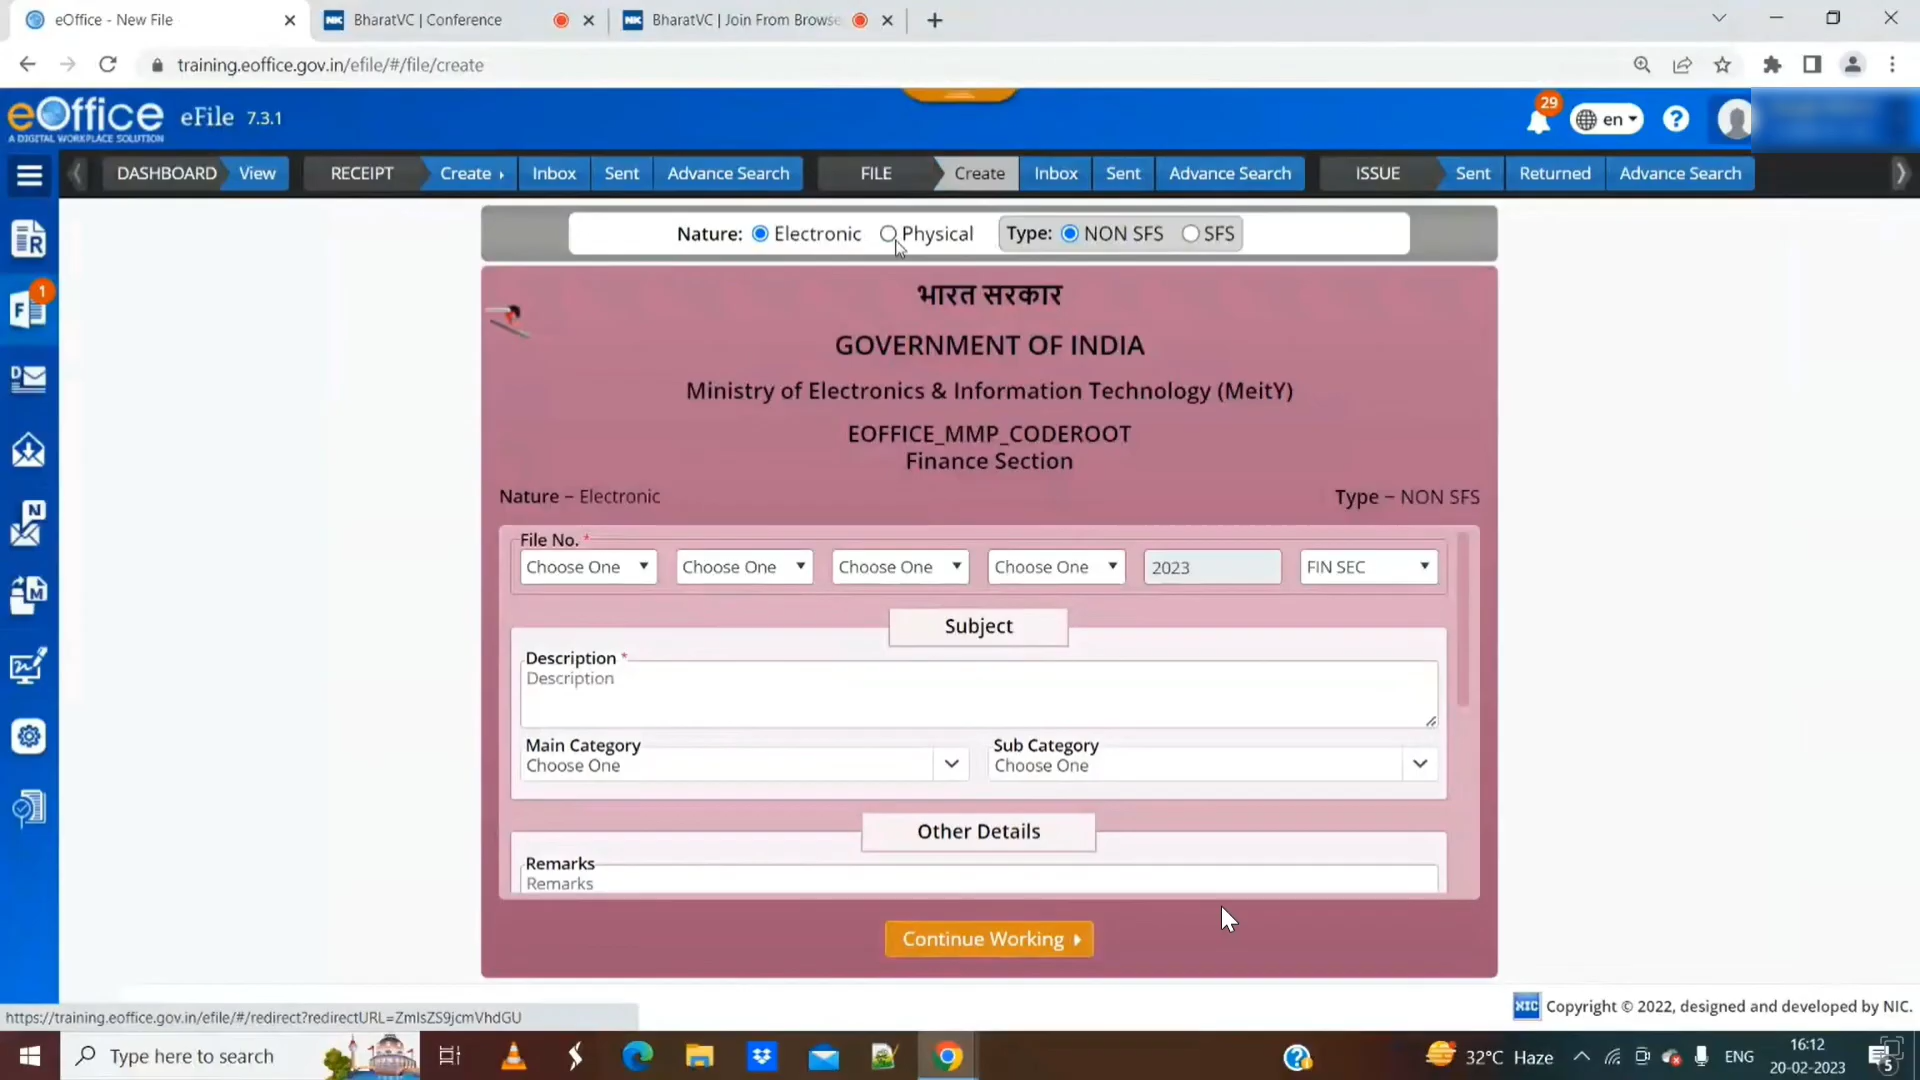 eOffice - New File
BharatVC | Conference
BharatVC | Join From Browse
training.eoffice.gov.in/efile/#/file/create
eOffice
A DIGITAL WORKPLACE SOLUTION
eFile 7.3.1
29
en
DASHBOARD View RECEIPT Create Inbox Sent Advance Search FILE Create Inbox Sent Advance Search ISSUE Sent Returned Advance Search
Nature: Electronic Physical Type: NON SFS SFS
R
F
1
D
N
M
भारत सरकार
GOVERNMENT OF INDIA
Ministry of Electronics & Information Technology (MeitY)
EOFFICE_MMP_CODEROOT
Finance Section
Nature – Electronic
Type – NON SFS
File No. *
Choose One Choose One Choose One Choose One 2023 FIN SEC
Subject
Description *
Description
Main Category
Choose One
Sub Category
Choose One
Other Details
Remarks
Remarks
Continue Working
https://training.eoffice.gov.in/efile/#/redirect?redirectURL=ZmlsZS9jcmVhdGU
NIC Copyright © 2022, designed and developed by NIC.
Type here to search
32°C Haze
ENG
16:12
20-02-2023
5